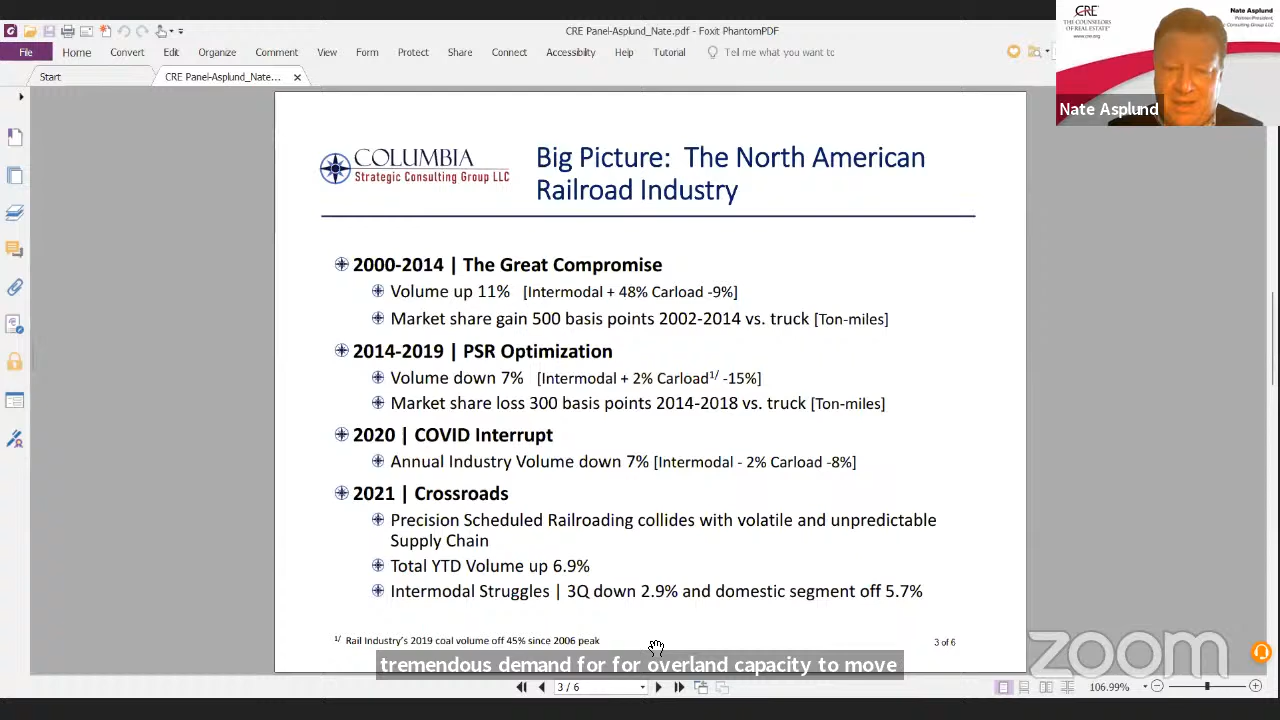 CRE Panel-Asplund_Nate.pdf - Foxit PhantomPDF
File Home Convert Edit Organize Comment View Form Protect Share Connect Accessibility Help Tutorial Tell me what you want to
Start CRE Panel-Asplund_Nate...
CRE
THE COUNSELORS
OF REAL ESTATE
www.cre.org
Nate Asplund
Nate Asplund
COLUMBIA
Strategic Consulting Group LLC
Big Picture: The North American
Railroad Industry
2000-2014 | The Great Compromise
Volume up 11% [Intermodal + 48% Carload -9%]
Market share gain 500 basis points 2002-2014 vs. truck [Ton-miles]
2014-2019 | PSR Optimization
Volume down 7% [Intermodal + 2% Carload1/ -15%]
Market share loss 300 basis points 2014-2018 vs. truck [Ton-miles]
2020 | COVID Interrupt
Annual Industry Volume down 7% [Intermodal - 2% Carload -8%]
2021 | Crossroads
Precision Scheduled Railroading collides with volatile and unpredictable
Supply Chain
Total YTD Volume up 6.9%
Intermodal Struggles | 3Q down 2.9% and domestic segment off 5.7%
1/ Rail Industry's 2019 coal volume off 45% since 2006 peak
3 of 6
tremendous demand for for overland capacity to move
zoom
3 / 6
106.99%